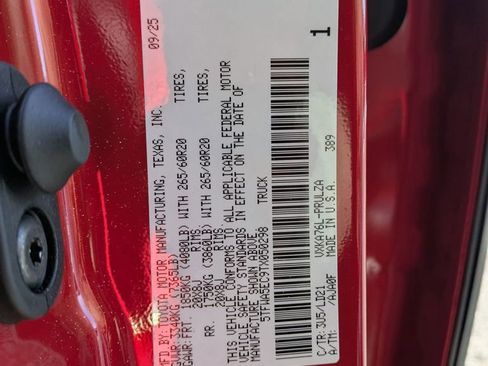 MFD. BY: TOYOTA MOTOR MANUFACTURING, TEXAS, INC. 09/25
GVWR: 3340KG (7365LB)
GAWR: FRT. 1850KG (4080LB) WITH 265/60R20 TIRES,
20X8J RIMS,
RR. 1750KG (3860LB) WITH 265/60R20 TIRES,
20X8J RIMS
THIS VEHICLE CONFORMS TO ALL APPLICABLE FEDERAL MOTOR
VEHICLE SAFETY STANDARDS IN EFFECT ON THE DATE OF
MANUFACTURE SHOWN ABOVE.
TRUCK
1
C/TR:3U5/LD21 VXKA76L-PRULZA
/AJA0F MADE IN U.S.A. 389